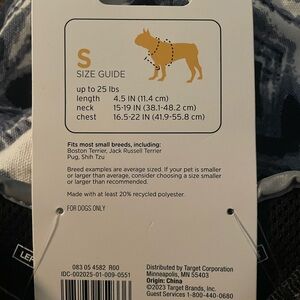 S
SIZE GUIDE
up to 25 lbs
length 4.5 IN (11.4 cm)
neck 15-19 IN (38.1-48.2 cm)
chest 16.5-22 IN (41.9-55.8 cm)
Fits most small breeds, including:
Boston Terrier, Jack Russell Terrier
Pug, Shih Tzu
Breed examples are average sized. If your pet is smaller
or larger than average, consider choosing a size smaller
or larger than recommended.
Made with at least 20% recycled polyester.
FOR DOGS ONLY
083 05 4582 R00
IDC-002025-01-009-0551
Distributed by Target Corporation
Minneapolis, MN 55403
Origin: China
©2023 Target Brands, Inc.
Guest Services 1-800-440-0680